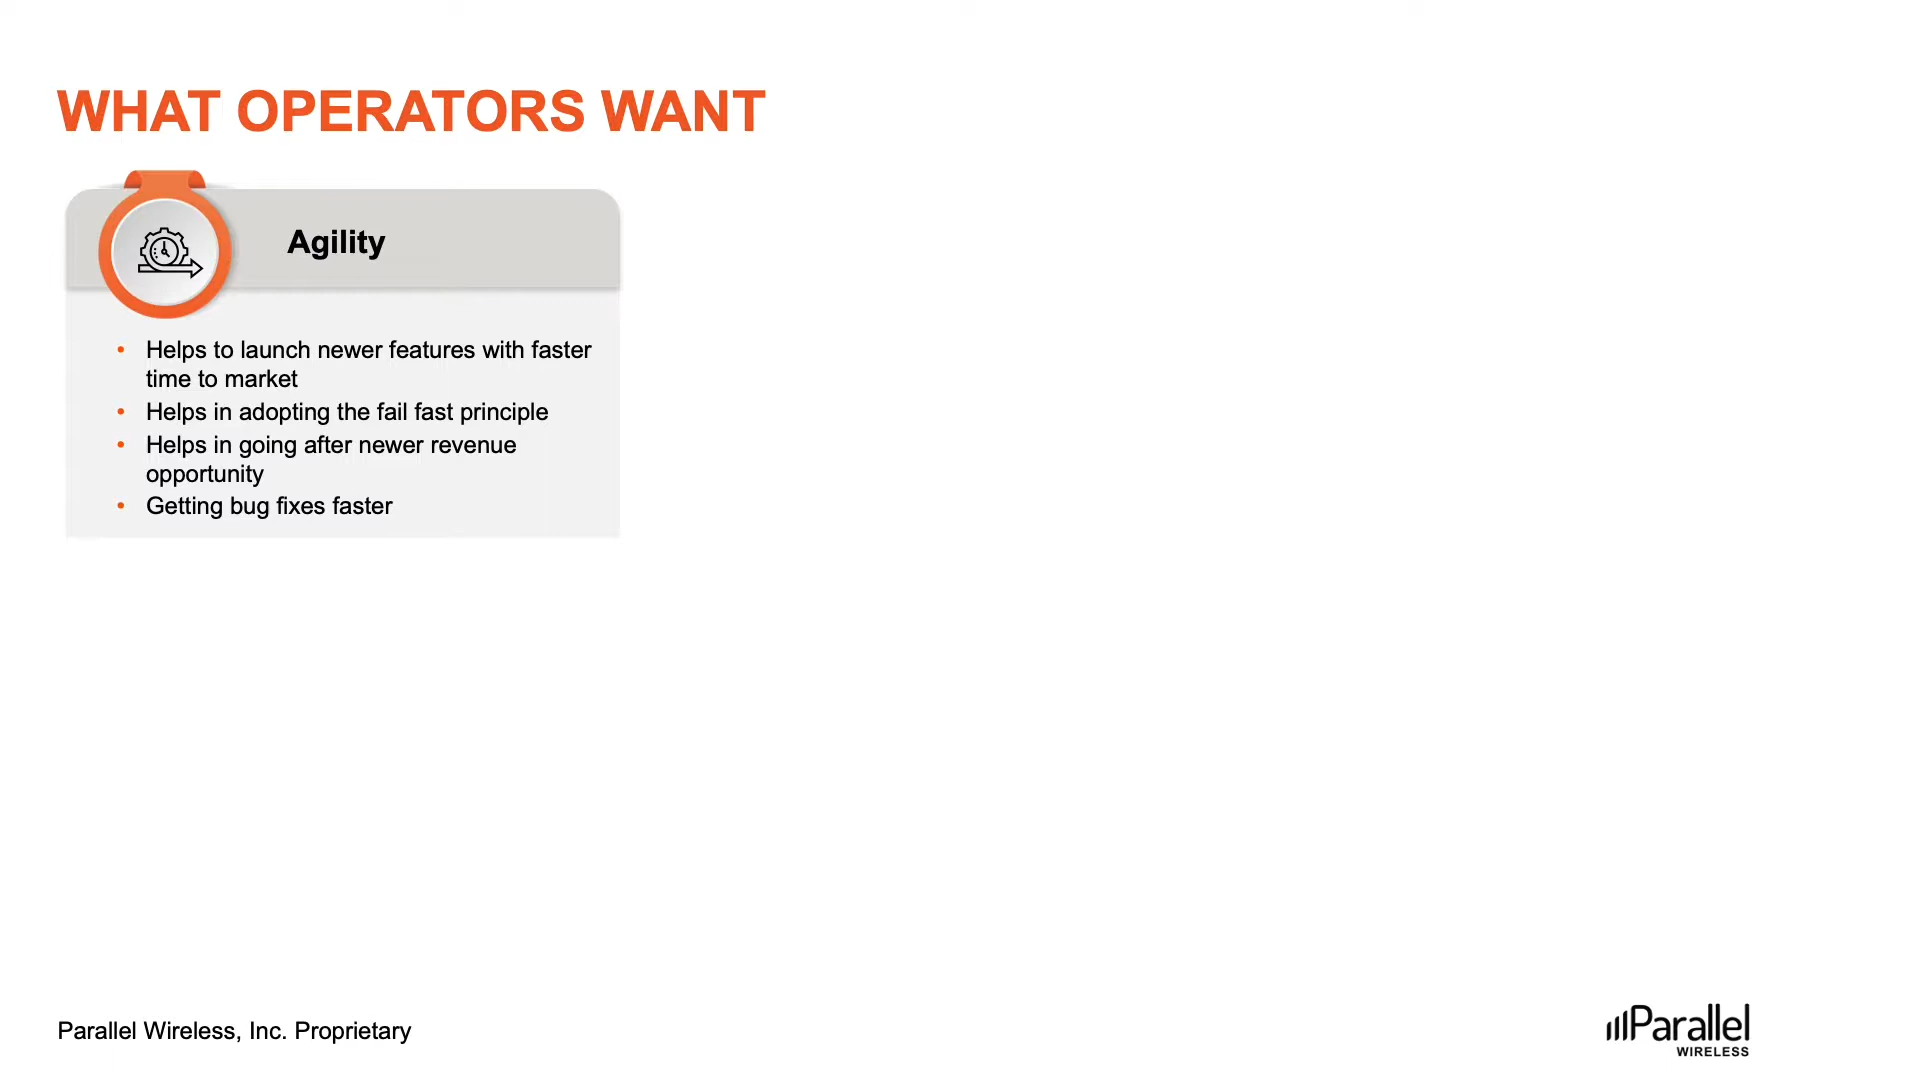 WHAT OPERATORS WANT
Agility
• Helps to launch newer features with faster
time to market
• Helps in adopting the fail fast principle
• Helps in going after newer revenue
opportunity
• Getting bug fixes faster
Parallel Wireless, Inc. Proprietary
Parallel
WIRELESS